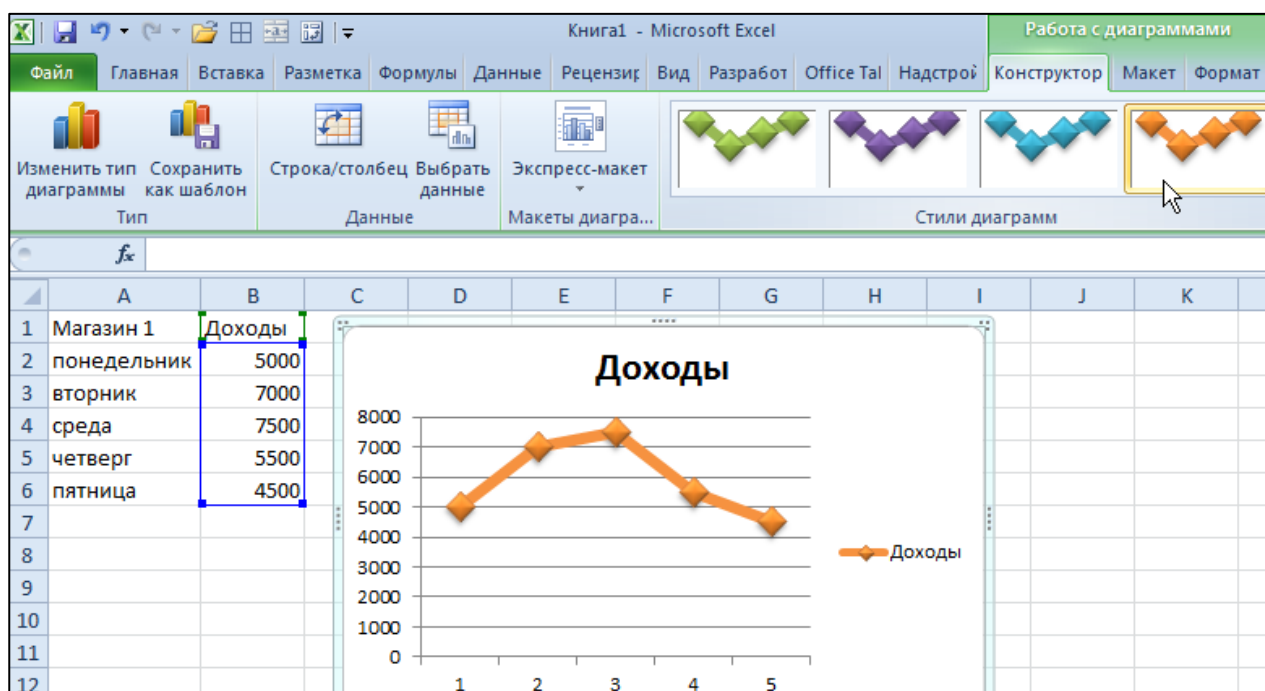 Книга1 - Microsoft Excel
Работа с диаграммами
Файл Главная Вставка Разметка Формулы Данные Рецензир Вид Разработ Office Tal Надстрой Конструктор Макет Формат
Изменить тип диаграммы
Сохранить как шаблон
Строка/столбец
Выбрать данные
Экспресс-макет
Тип
Данные
Макеты диагра...
Стили диаграмм
fx
A B C D E F G H I J K
1 Магазин 1 Доходы
2 понедельник 5000
3 вторник 7000
4 среда 7500
5 четверг 5500
6 пятница 4500
7
8
9
10
11
12
Доходы
8000
7000
6000
5000
4000
3000
2000
1000
0
1 2 3 4 5
Доходы